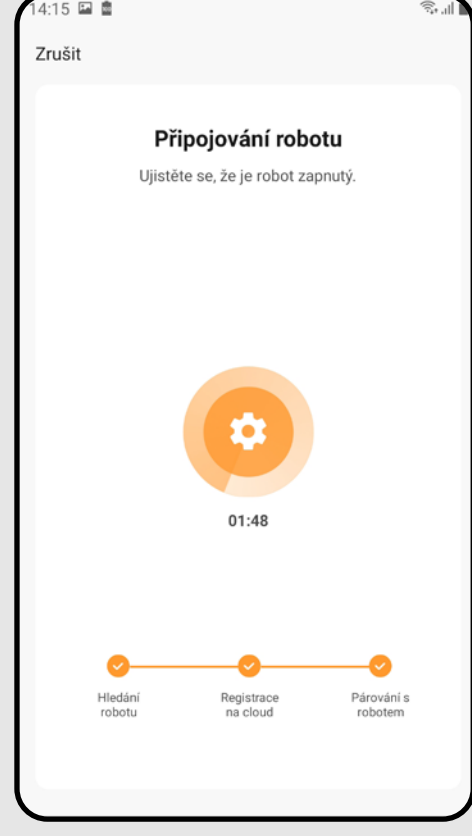 14:15
Zrušit
Připojování robotu
Ujistěte se, že je robot zapnutý.
01:48
Hledání
robotu
Registrace
na cloud
Párování s
robotem